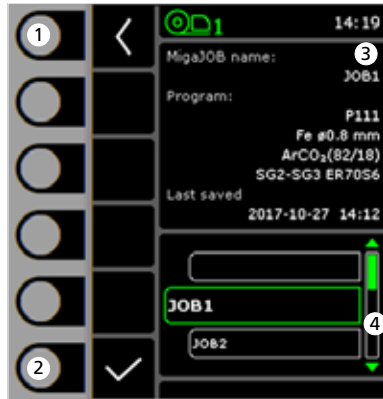 1
1
14:19
MigaJOB name:
3
JOB1
Program:
P111
Fe ø0.8 mm
ArCO₂(82/18)
SG2-SG3 ER70S6
Last saved
2017-10-27 14:12
JOB1
4
JOB2
2